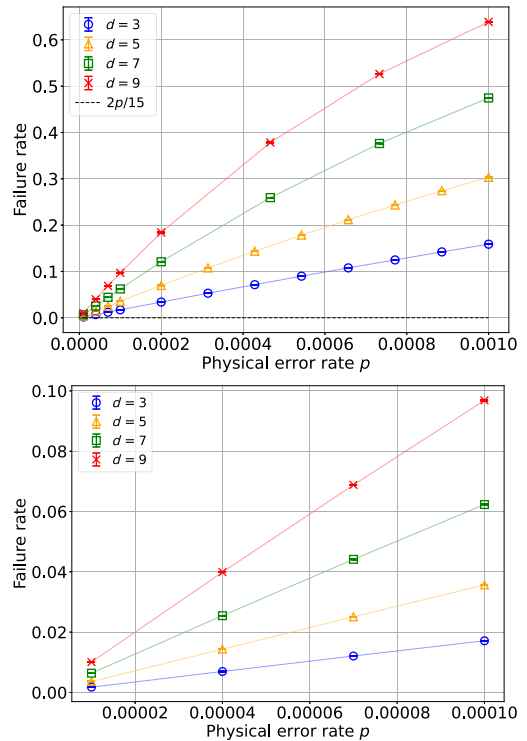 d = 3
d = 5
d = 7
d = 9
2p/15
Failure rate
0.6
0.5
0.4
0.3
0.2
0.1
0.0
0.0000 0.0002 0.0004 0.0006 0.0008 0.0010
Physical error rate p
d = 3
d = 5
d = 7
d = 9
Failure rate
0.10
0.08
0.06
0.04
0.02
0.00
0.00002 0.00004 0.00006 0.00008 0.00010
Physical error rate p